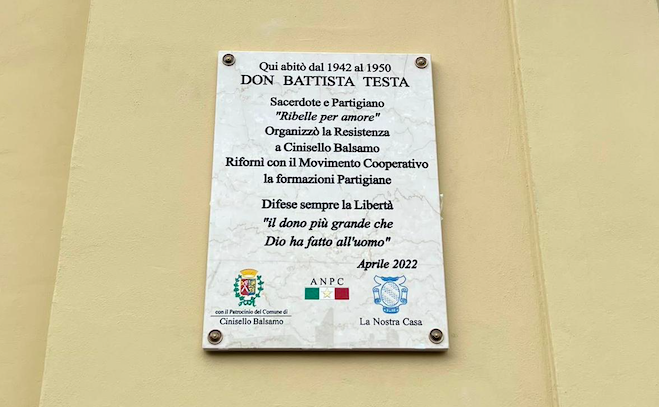 Qui abitò dal 1942 al 1950
DON BATTISTA TESTA
Sacerdote e Partigiano
"Ribelle per amore"
Organizzò la Resistenza
a Cinisello Balsamo
Rifornì con il Movimento Cooperativo
la formazioni Partigiane
Difese sempre la Libertà
"il dono più grande che
Dio ha fatto all'uomo"
Aprile 2022
A N P C
con il Patrocinio del Comune di
Cinisello Balsamo
La Nostra Casa